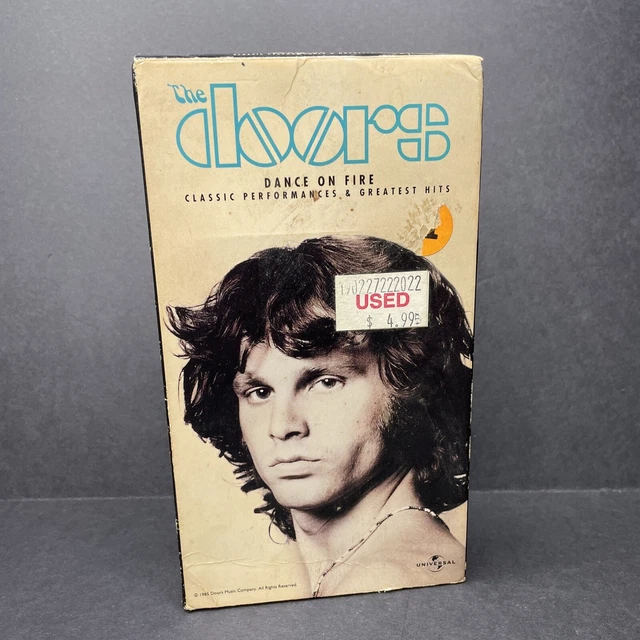 The
doors
DANCE ON FIRE
CLASSIC PERFORMANCES & GREATEST HITS
USED
$ 4.99
UNIVERSAL
© 1985 Doors Music Company. All Rights Reserved.